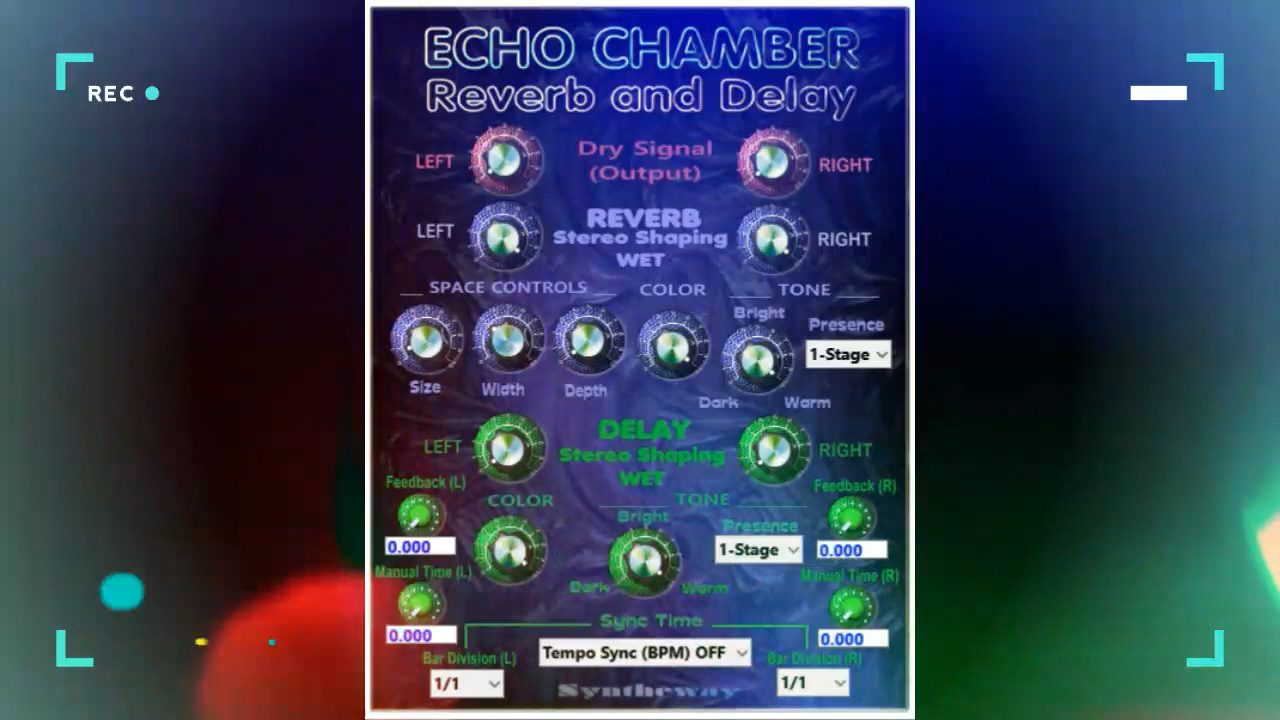 REC
ECHO CHAMBER
Reverb and Delay
LEFT
Dry Signal
(Output)
RIGHT
LEFT
REVERB
Stereo Shaping
WET
RIGHT
SPACE CONTROLS
COLOR
TONE
Bright
Presence
1-Stage
Size
Width
Depth
Dark
Warm
LEFT
DELAY
Stereo Shaping
WET
RIGHT
Feedback (L)
COLOR
TONE
Feedback (R)
Bright
Presence
1-Stage
0.000
0.000
Manual Time (L)
Dark
Warm
Manual Time (R)
Sync Time
0.000
0.000
Tempo Sync (BPM) OFF
Bar Division (L)
Bar Division (R)
1/1
1/1
Syntheway